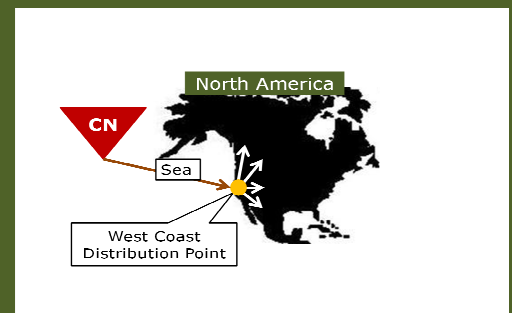 North America
CN
Sea
West Coast
Distribution Point